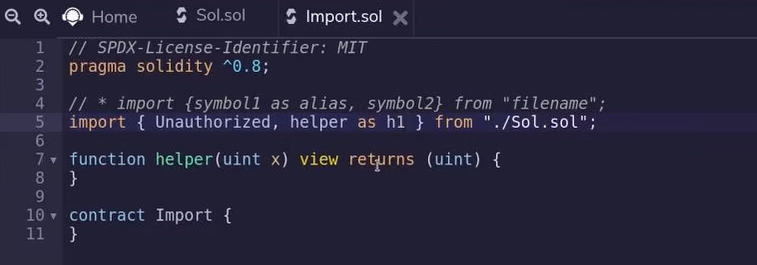 Home Sol.sol Import.sol
1 // SPDX-License-Identifier: MIT
2 pragma solidity ^0.8;
3
4 // * import {symbol1 as alias, symbol2} from "filename";
5 import { Unauthorized, helper as h1 } from "./Sol.sol";
6
7 function helper(uint x) view returns (uint) {
8 }
9
10 contract Import {
11 }